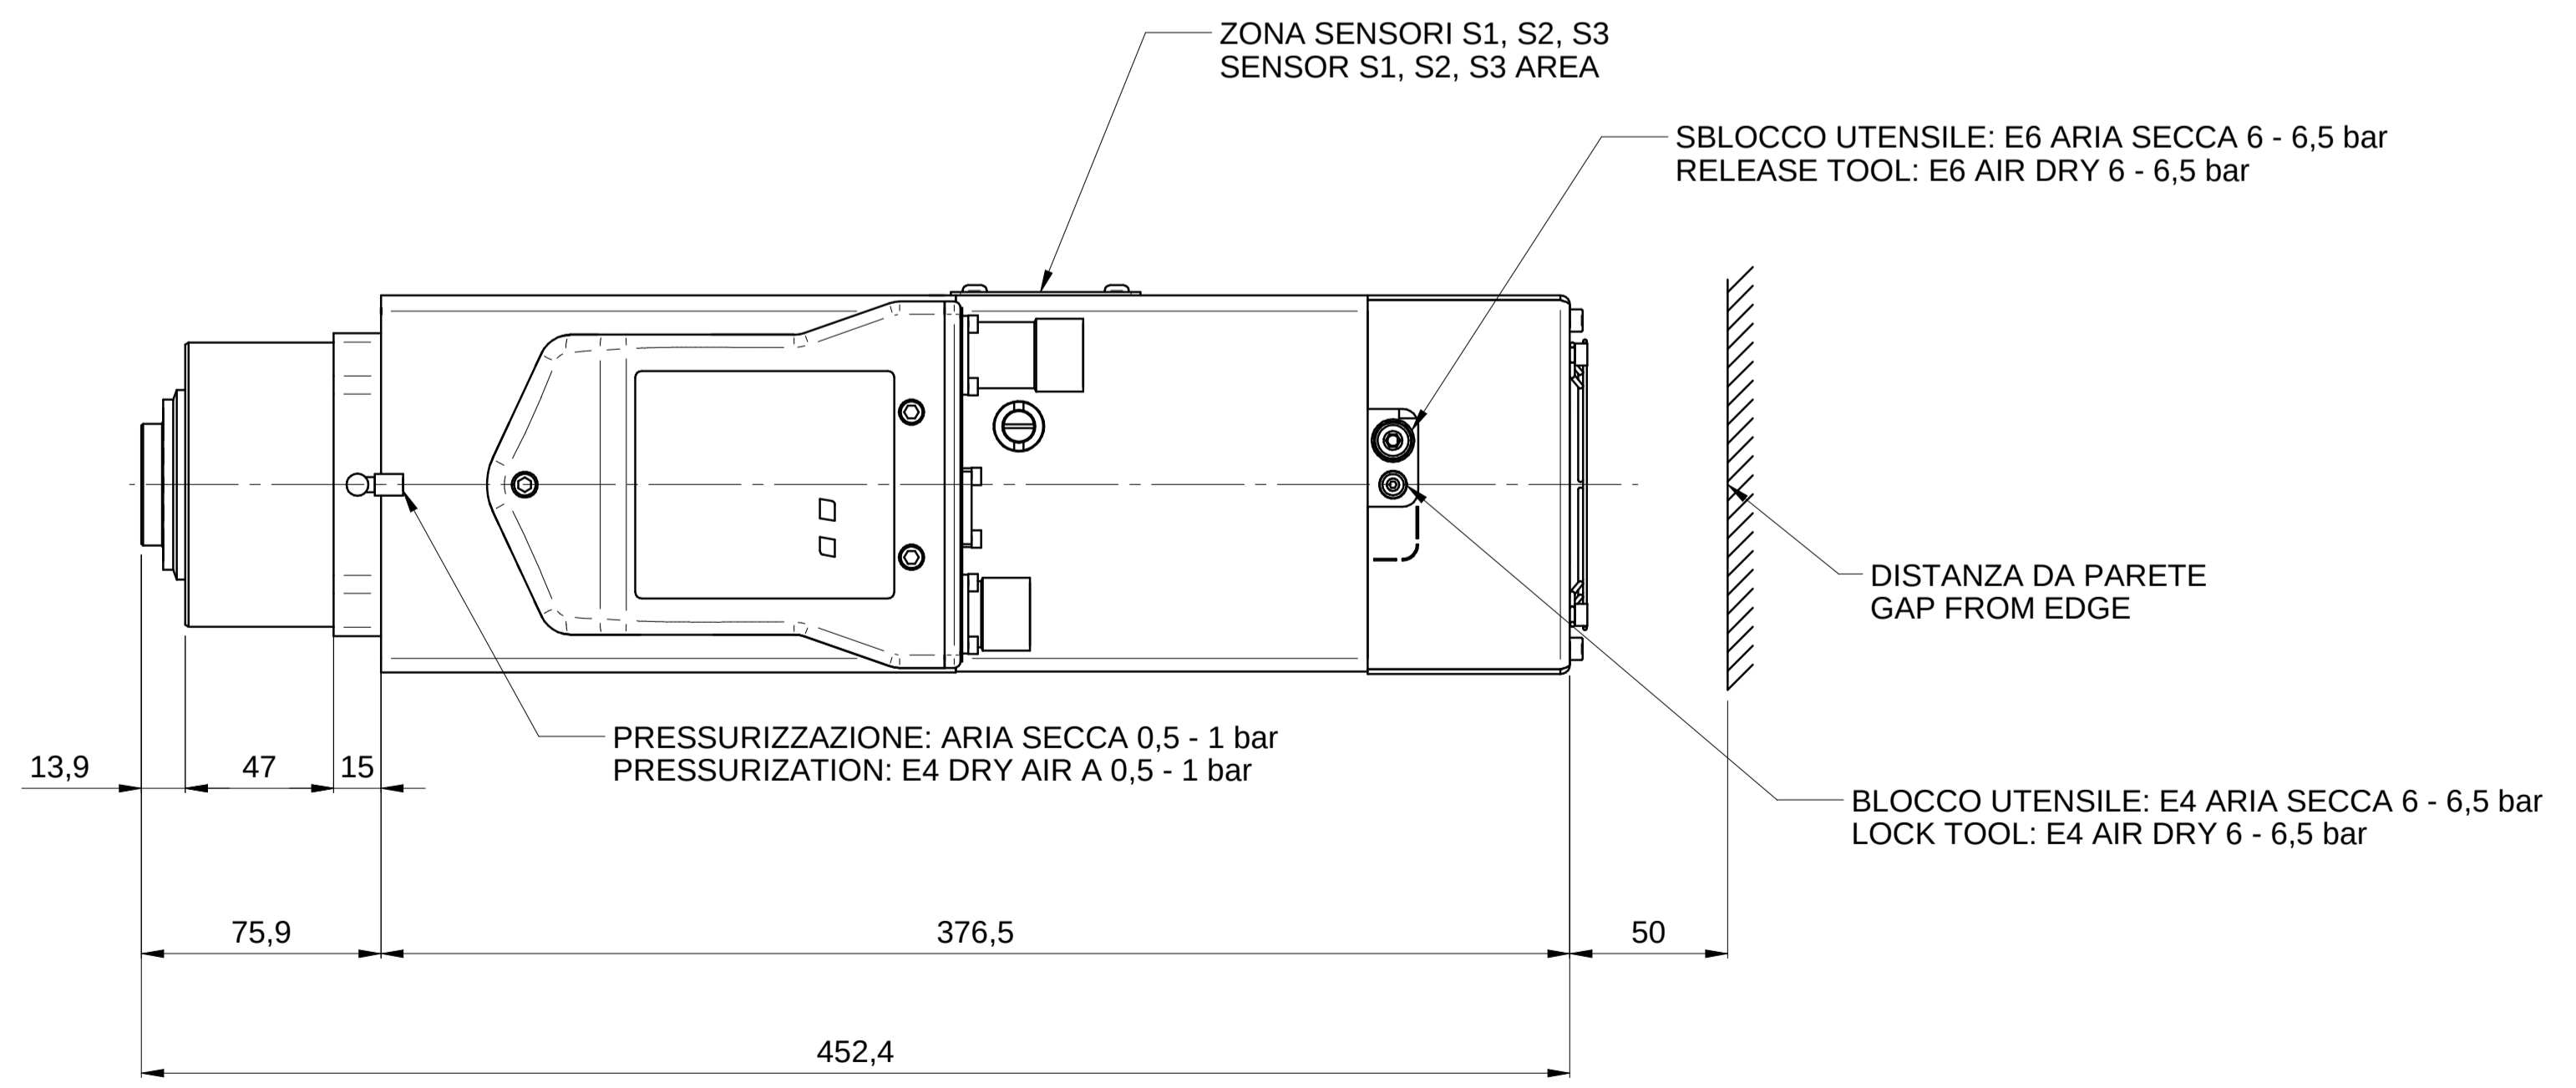 ZONA SENSORI S1, S2, S3
SENSOR S1, S2, S3 AREA
SBLOCCO UTENSILE: E6 ARIA SECCA 6 - 6,5 bar
RELEASE TOOL: E6 AIR DRY 6 - 6,5 bar
DISTANZA DA PARETE
GAP FROM EDGE
PRESSURIZZAZIONE: ARIA SECCA 0,5 - 1 bar
PRESSURIZATION: E4 DRY AIR A 0,5 - 1 bar
13,9
47
15
BLOCCO UTENSILE: E4 ARIA SECCA 6 - 6,5 bar
LOCK TOOL: E4 AIR DRY 6 - 6,5 bar
75,9
376,5
50
452,4